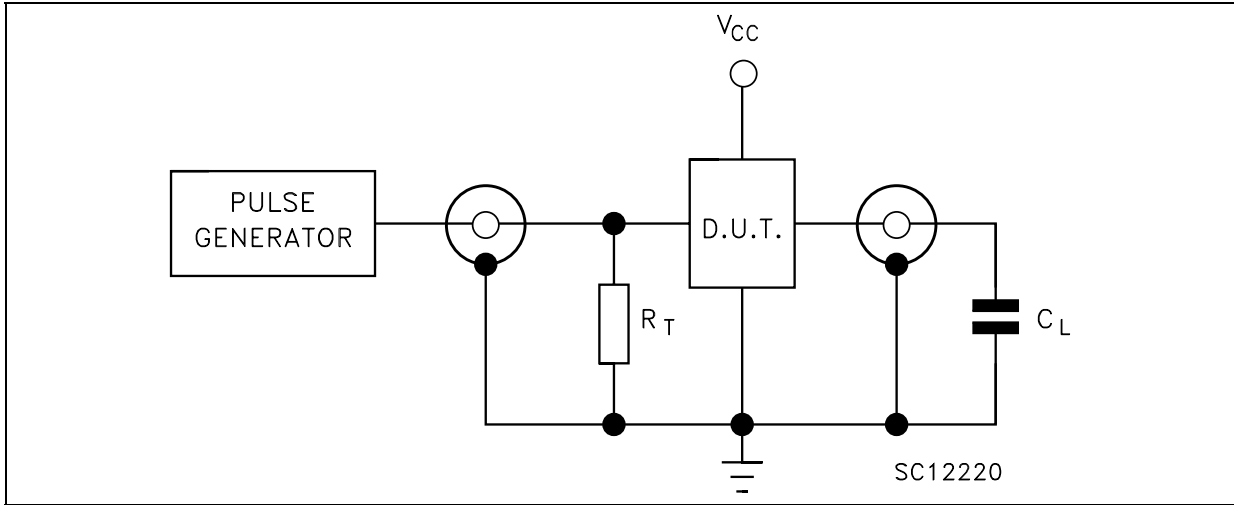 VCC
PULSE
GENERATOR
D.U.T.
RT
CL
SC12220